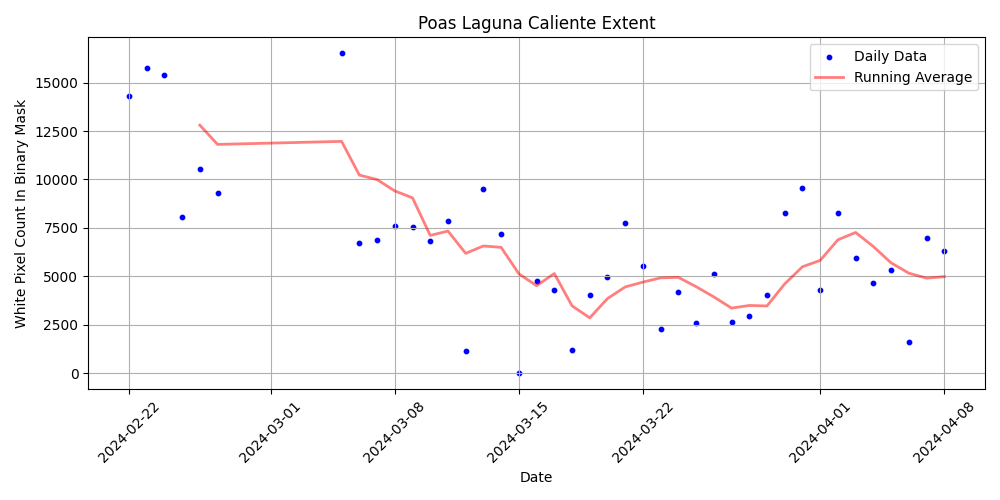 Poas Laguna Caliente Extent
White Pixel Count In Binary Mask
15000
12500
10000
7500
5000
2500
0
Daily Data
Running Average
2024-02-22
2024-03-01
2024-03-08
2024-03-15
2024-03-22
2024-04-01
2024-04-08
Date